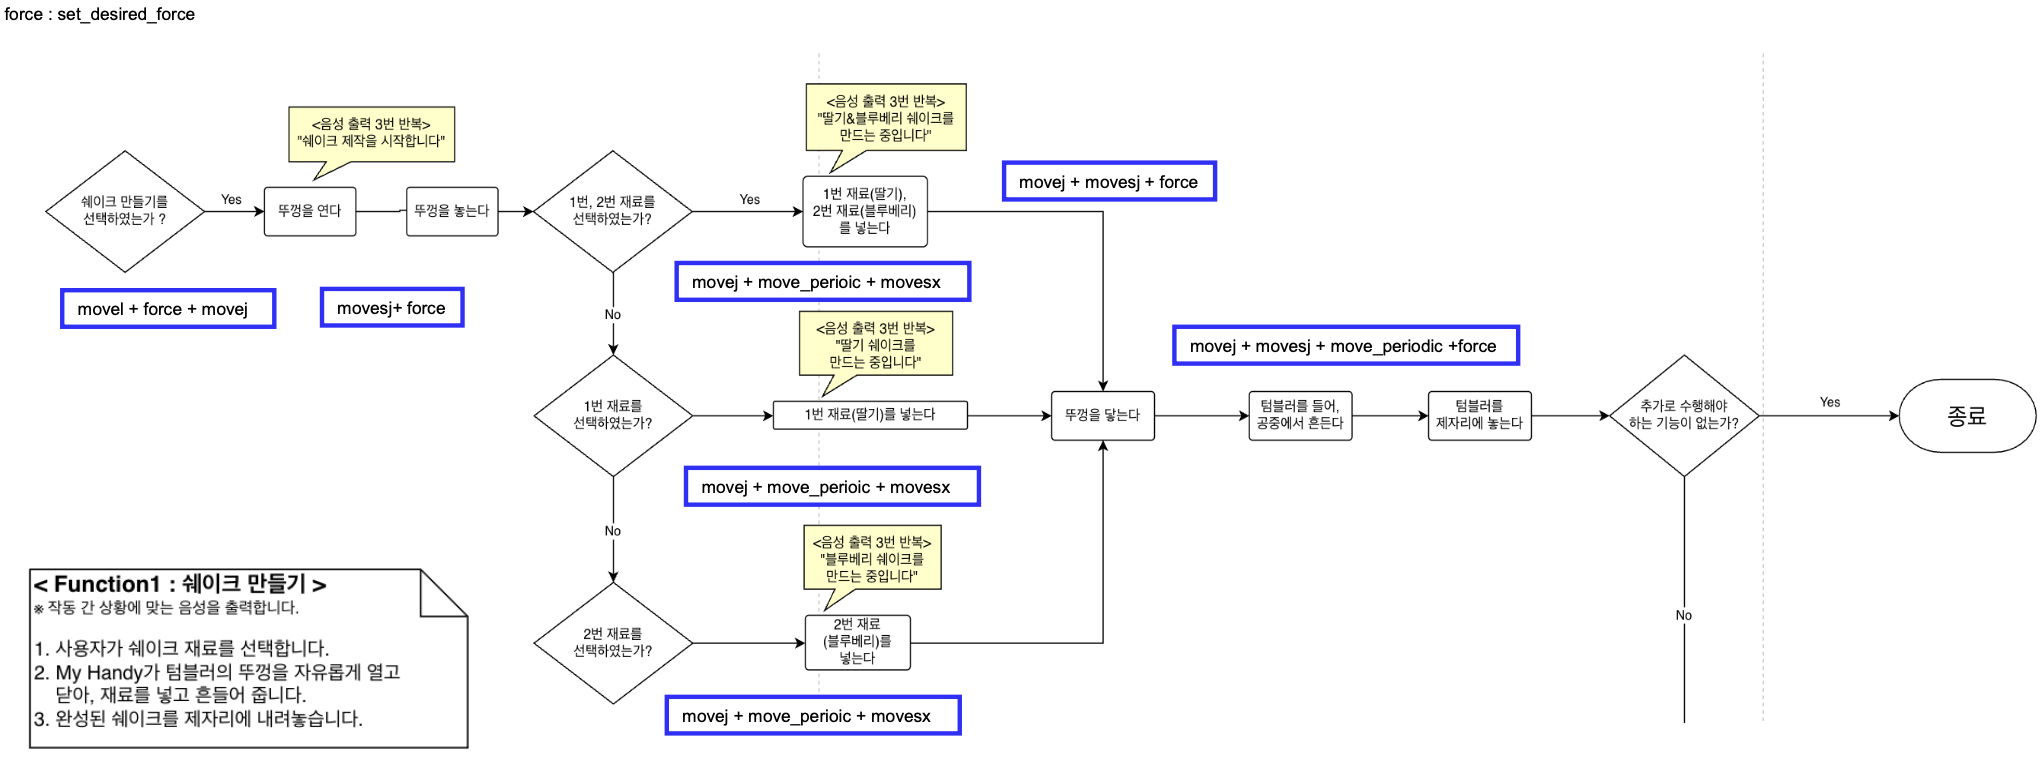 force : set_desired_force
<음성 출력 3번 반복>
"쉐이크 제작을 시작합니다"
<음성 출력 3번 반복>
"딸기&블루베리 쉐이크를
만드는 중입니다"
쉐이크 만들기를
선택하였는가 ?
Yes
뚜껑을 연다
뚜껑을 놓는다
1번, 2번 재료를
선택하였는가?
Yes
1번 재료(딸기),
2번 재료(블루베리)
를 넣는다
movej + movesj + force
movel + force + movej
movesj+ force
movej + move_perioic + movesx
No
<음성 출력 3번 반복>
"딸기 쉐이크를
만드는 중입니다"
movej + movesj + move_periodic +force
1번 재료를
선택하였는가?
1번 재료(딸기)를 넣는다
뚜껑을 닿는다
텀블러를 들어,
공중에서 흔든다
텀블러를
제자리에 놓는다
추가로 수행해야
하는 기능이 없는가?
Yes
종료
movej + move_perioic + movesx
No
<음성 출력 3번 반복>
"블루베리 쉐이크를
만드는 중입니다"
2번 재료를
선택하였는가?
2번 재료
(블루베리)를
넣는다
No
movej + move_perioic + movesx
< Function1 : 쉐이크 만들기 >
※ 작동 간 상황에 맞는 음성을 출력합니다.
1. 사용자가 쉐이크 재료를 선택합니다.
2. My Handy가 텀블러의 뚜껑을 자유롭게 열고
닫아, 재료를 넣고 흔들어 줍니다.
3. 완성된 쉐이크를 제자리에 내려놓습니다.